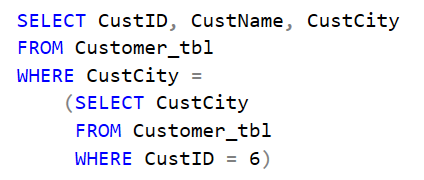 SELECT CustID, CustName, CustCity
FROM Customer_tbl
WHERE CustCity =
(SELECT CustCity
FROM Customer_tbl
WHERE CustID = 6)